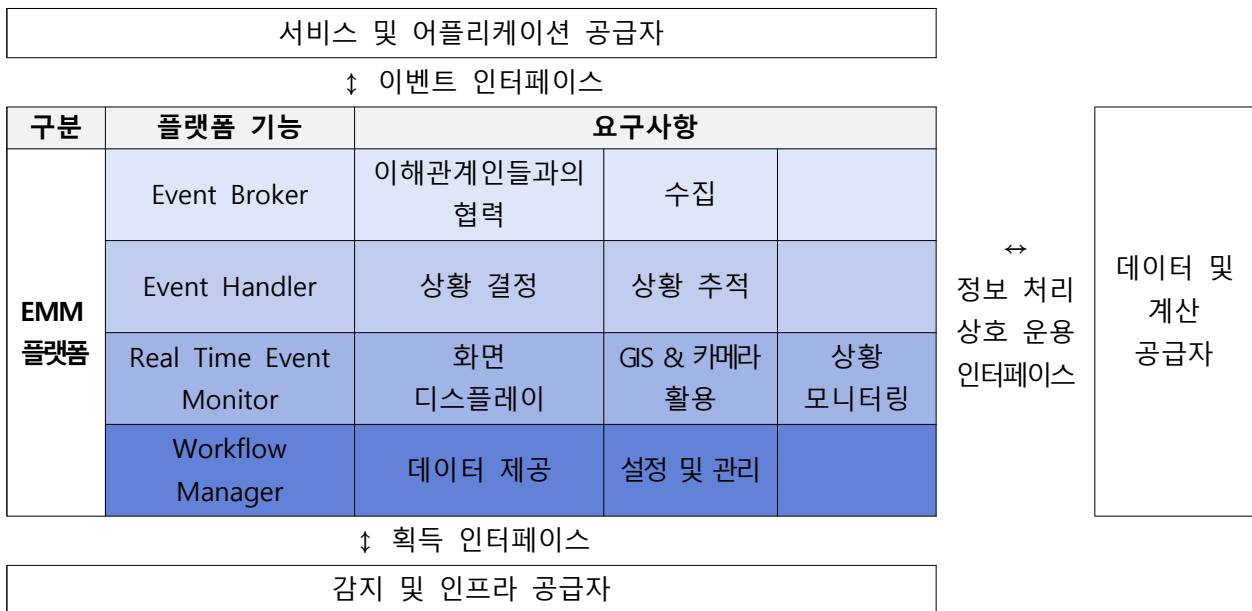 서비스 및 어플리케이션 공급자
↕ 이벤트 인터페이스
구분 플랫폼 기능 요구사항
EMM
플랫폼
Event Broker
이해관계인들과의
협력
수집
Event Handler
상황 결정
상황 추적
Real Time Event
Monitor
화면
디스플레이
GIS & 카메라
활용
상황
모니터링
Workflow
Manager
데이터 제공
설정 및 관리
↔
정보 처리
상호 운용
인터페이스
데이터 및
계산
공급자
↕ 획득 인터페이스
감지 및 인프라 공급자